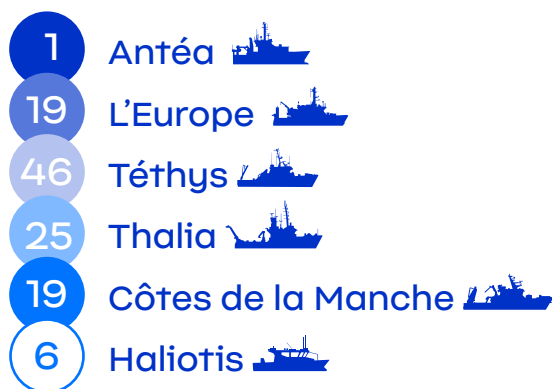 1 Antéa
19 L'Europe
46 Téthys
25 Thalia
19 Côtes de la Manche
6 Haliotis